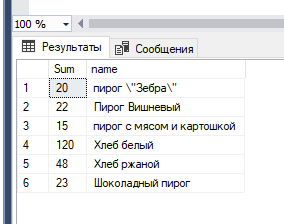 100 %
Результаты Сообщения
Sum name
1 20 пирог \"Зебра\"
2 22 Пирог Вишневый
3 15 пирог с мясом и картошкой
4 120 Хлеб белый
5 48 Хлеб ржаной
6 23 Шоколадный пирог